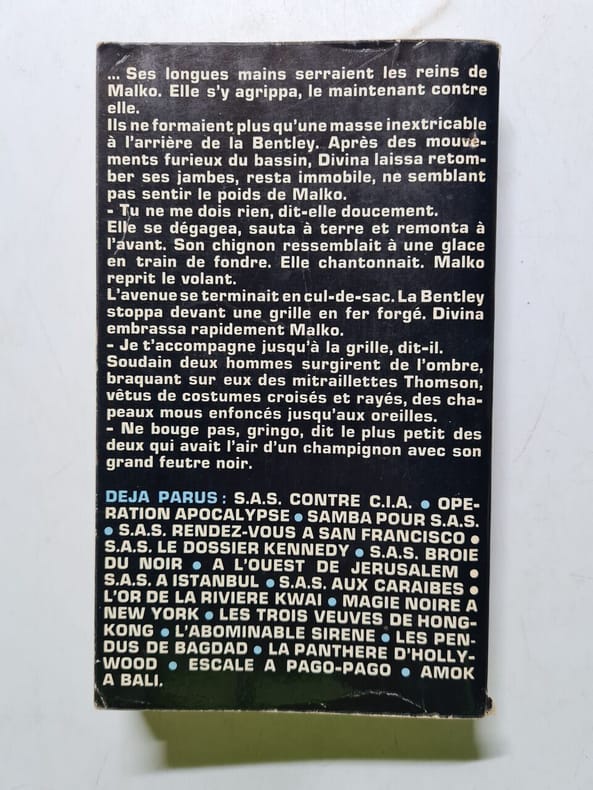 ... Ses longues mains serraient les reins de
Malko. Elle s'y agrippa, le maintenant contre
elle.
Ils ne formaient plus qu'une masse inextricable
à l'arrière de la Bentley. Après des mouve-
ments furieux du bassin, Divina laissa retom-
ber ses jambes, resta immobile, ne semblant
pas sentir le poids de Malko.
- Tu ne me dois rien, dit-elle doucement.
Elle se dégagea, sauta à terre et remonta à
l'avant. Son chignon ressemblait à une glace
en train de fondre. Elle chantonnait. Malko
reprit le volant.
L'avenue se terminait en cul-de-sac. La Bentley
stoppa devant une grille en fer forgé. Divina
embrassa rapidement Malko.
- Je t'accompagne jusqu'à la grille, dit-il.
Soudain deux hommes surgirent de l'ombre,
braquant sur eux des mitraillettes Thomson,
vêtus de costumes croisés et rayés, des cha-
peaux mous enfoncés jusqu'aux oreilles.
- Ne bouge pas, gringo, dit le plus petit des
deux qui avait l'air d'un champignon avec son
grand feutre noir.
DEJA PARUS : S.A.S. CONTRE C.I.A. • OPE-
RATION APOCALYPSE • SAMBA POUR S.A.S.
• S.A.S. RENDEZ-VOUS A SAN FRANCISCO •
S.A.S. LE DOSSIER KENNEDY • S.A.S. BROIE
DU NOIR • A L'OUEST DE JERUSALEM •
S.A.S. A ISTANBUL • S.A.S. AUX CARAIBES •
L'OR DE LA RIVIERE KWAI • MAGIE NOIRE A
NEW YORK • LES TROIS VEUVES DE HONG-
KONG • L'ABOMINABLE SIRENE • LES PEN-
DUS DE BAGDAD • LA PANTHERE D'HOLLY-
WOOD • ESCALE A PAGO-PAGO • AMOK
A BALI.